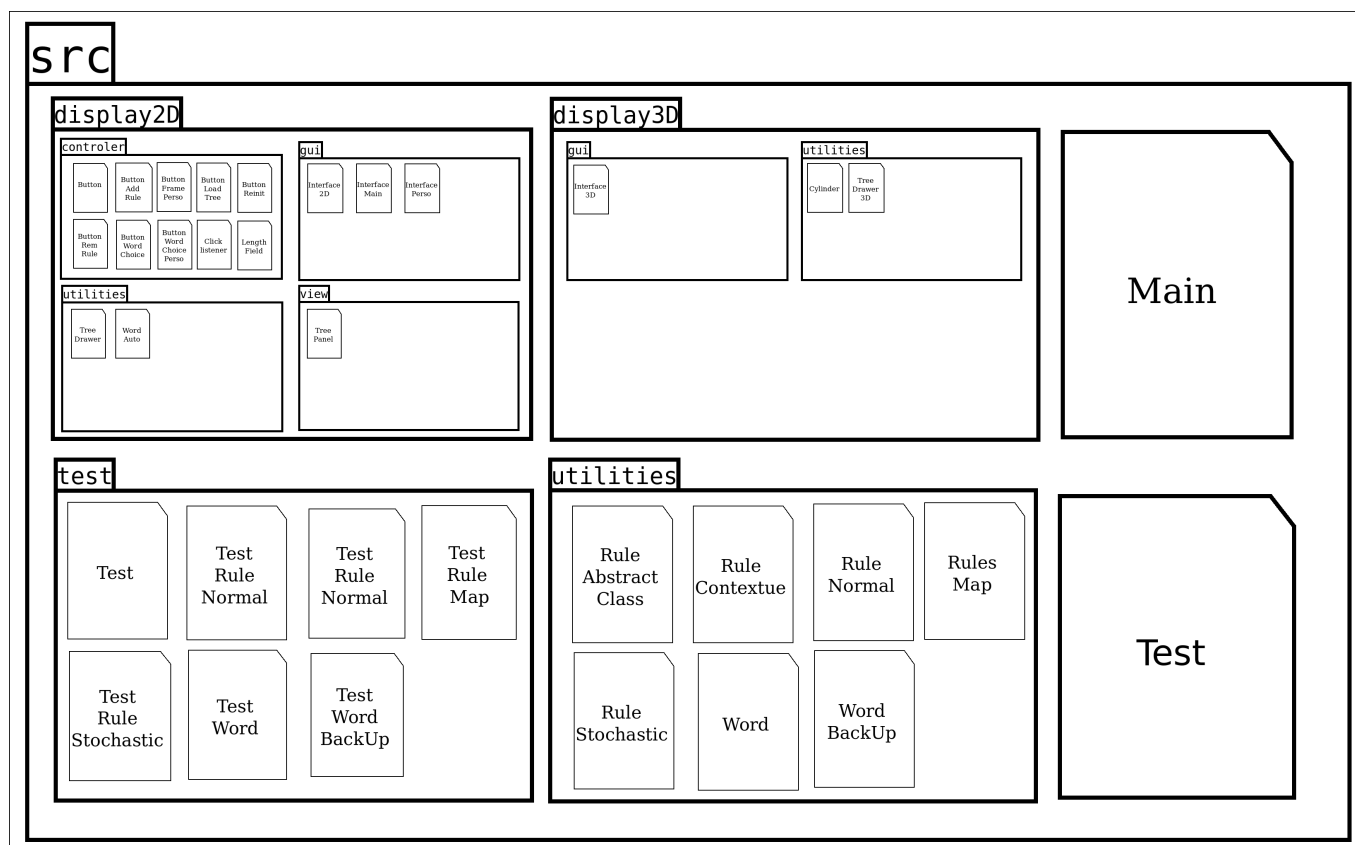 src
display2D
controler
Button
Button
Add
Rule
Button
Frame
Perso
Button
Load
Tree
Button
Reinit
Button
Rem
Rule
Button
Word
Choice
Button
Word
Choice
Perso
Click
listener
Length
Field
gui
Interface
2D
Interface
Main
Interface
Perso
utilities
Tree
Drawer
Word
Auto
view
Tree
Panel
display3D
gui
Interface
3D
utilities
Cylinder
Tree
Drawer
3D
Main
test
Test
Test
Rule
Normal
Test
Rule
Normal
Test
Rule
Map
Test
Rule
Stochastic
Test
Word
Test
Word
BackUp
utilities
Rule
Abstract
Class
Rule
Contextue
Rule
Normal
Rules
Map
Rule
Stochastic
Word
Word
BackUp
Test